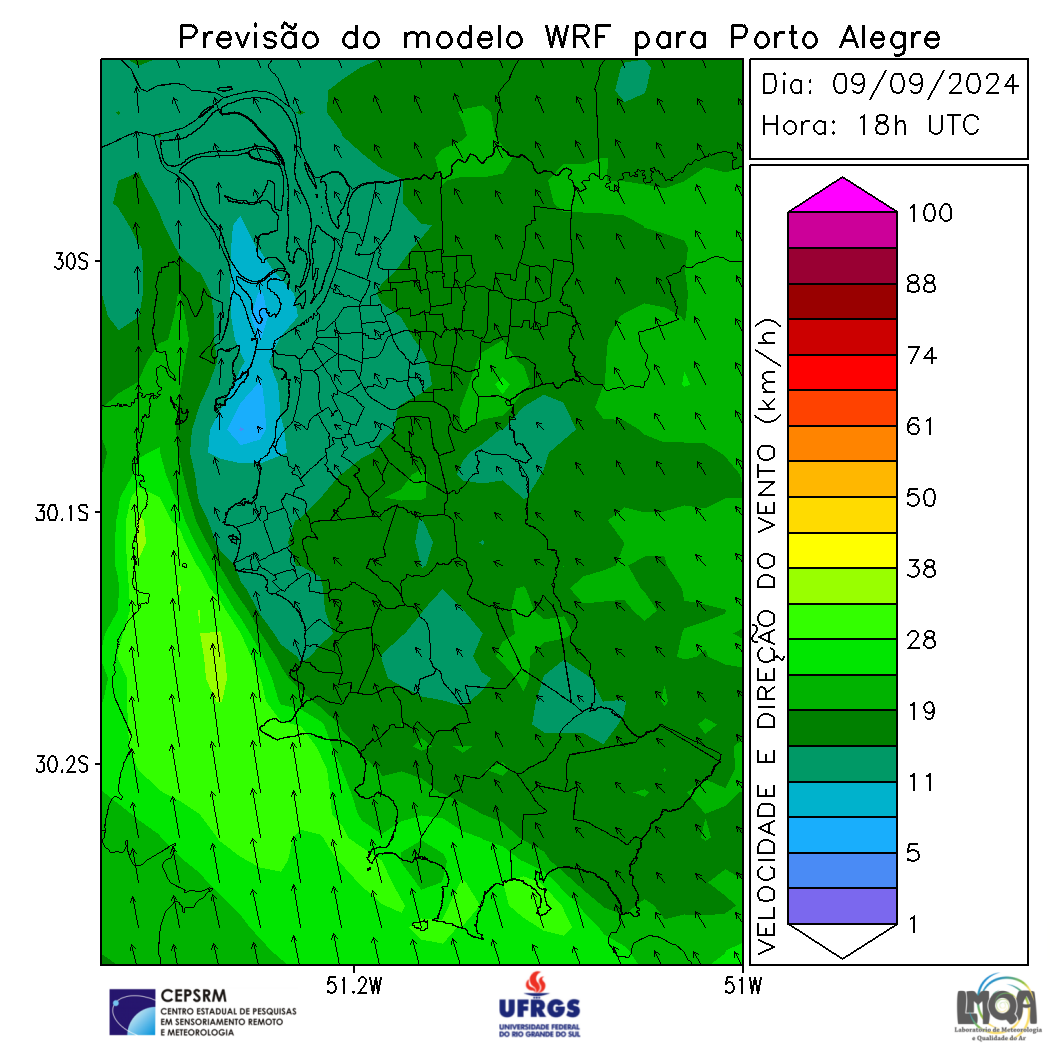 Previsão do modelo WRF para Porto Alegre
Dia: 09/09/2024
Hora: 18h UTC
30S
30.1S
30.2S
51.2W
51W
VELOCIDADE E DIREÇÃO DO VENTO (km/h)
100
88
74
61
50
38
28
19
11
5
1
CEPSRM
CENTRO ESTADUAL DE PESQUISAS
EM SENSORIAMENTO REMOTO
E METEOROLOGIA
UFRGS
UNIVERSIDADE FEDERAL
DO RIO GRANDE DO SUL
LMQA
Laboratório de Meteorologia
e Qualidade do Ar